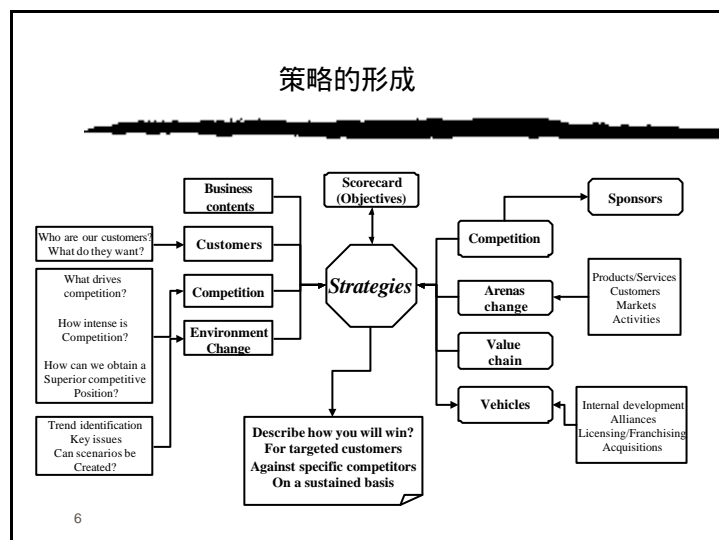 策略的形成
Business
contents
Scorecard
(Objectives)
Sponsors
Who are our customers?
What do they want?
Customers
Competition
What drives
competition?
How intense is
Competition?
How can we obtain a
Superior competitive
Position?
Competition
Strategies
Arenas
change
Products/Services
Customers
Markets
Activities
Environment
Change
Value
chain
Vehicles
Internal development
Alliances
Licensing/Franchising
Acquisitions
Trend identification
Key issues
Can scenarios be
Created?
Describe how you will win?
For targeted customers
Against specific competitors
On a sustained basis
6